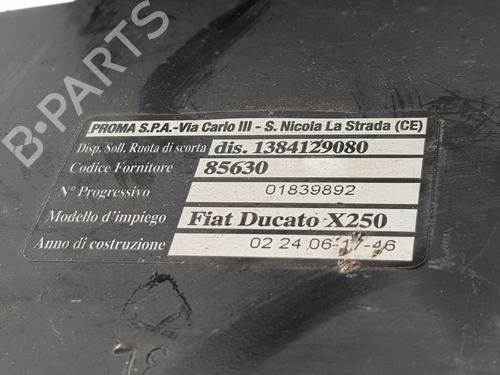 B-PARTS
PROMA S.P.A.-Via Carlo III - S. Nicola La Strada (CE)
Disp. Soll. Ruota di scorta dis. 1384129080
Codice Fornitore 85630
N° Progressivo 01839892
Modello d'impiego Fiat Ducato X250
Anno di costruzione 02 24 06-17-46